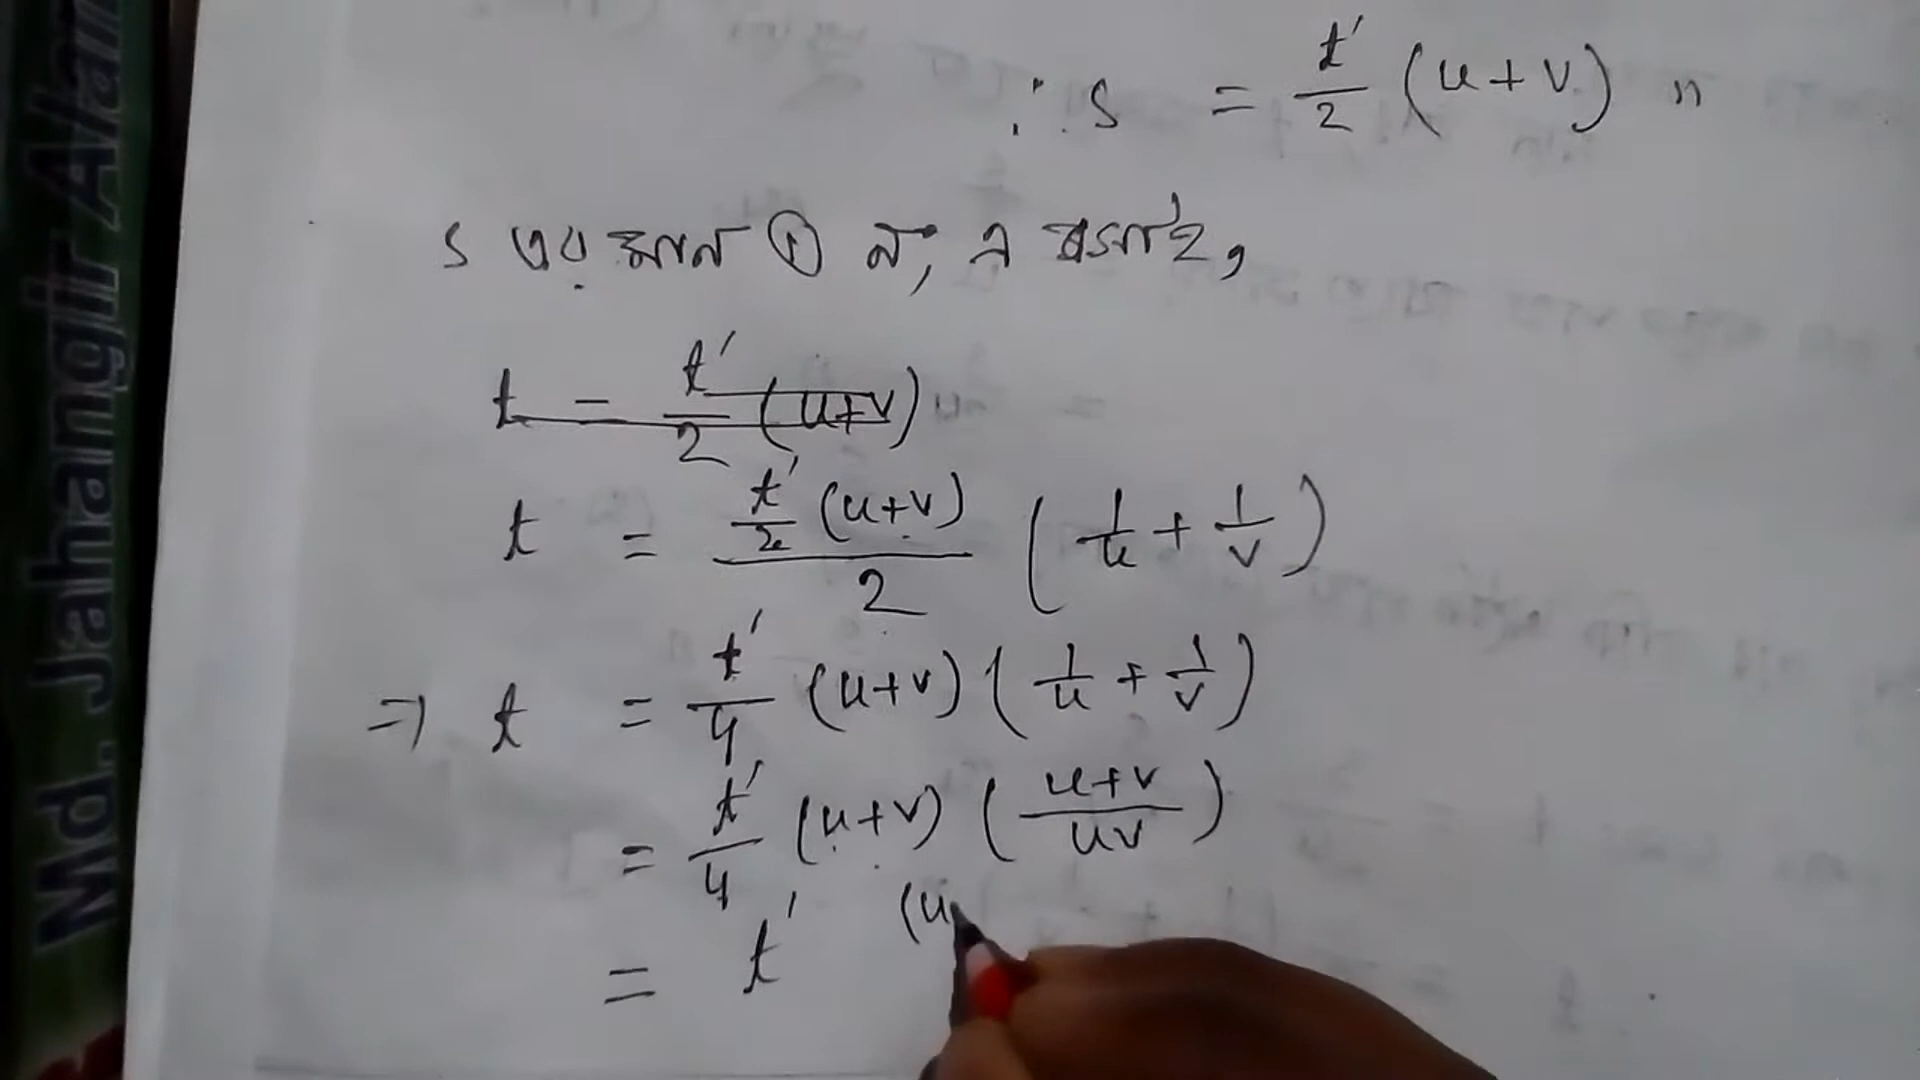 Md. Jahangir Alam
∴ s = t'/2 (u+v) "
s এর মান ① নং এ বসাই,
t = t'/2 (u+v)
t = (t'/2 (u+v))/2 (1/u + 1/v)
⇒ t = t'/4 (u+v) (1/u + 1/v)
= t'/4 (u+v) ((u+v)/uv)
= t' (u